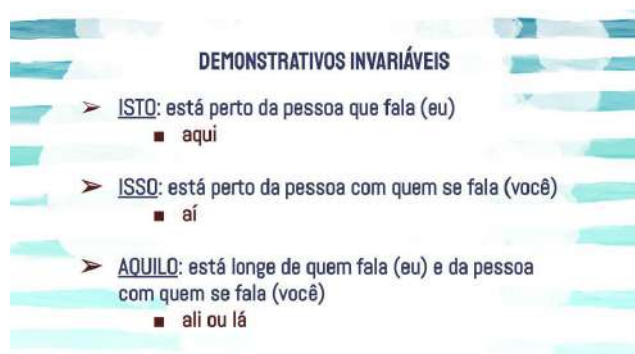 DEMONSTRATIVOS INVARIÁVEIS
➢ ISTO: está perto da pessoa que fala (eu)
■ aqui
➢ ISSO: está perto da pessoa com quem se fala (você)
■ aí
➢ AQUILO: está longe de quem fala (eu) e da pessoa
com quem se fala (você)
■ ali ou lá